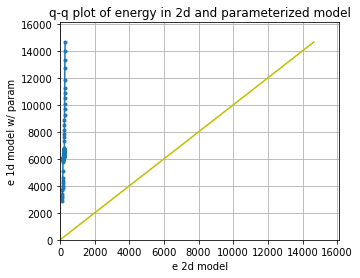 q-q plot of energy in 2d and parameterized model
16000
14000
12000
10000
8000
6000
4000
2000
0
e 1d model w/ param
0 2000 4000 6000 8000 10000 12000 14000 16000
e 2d model